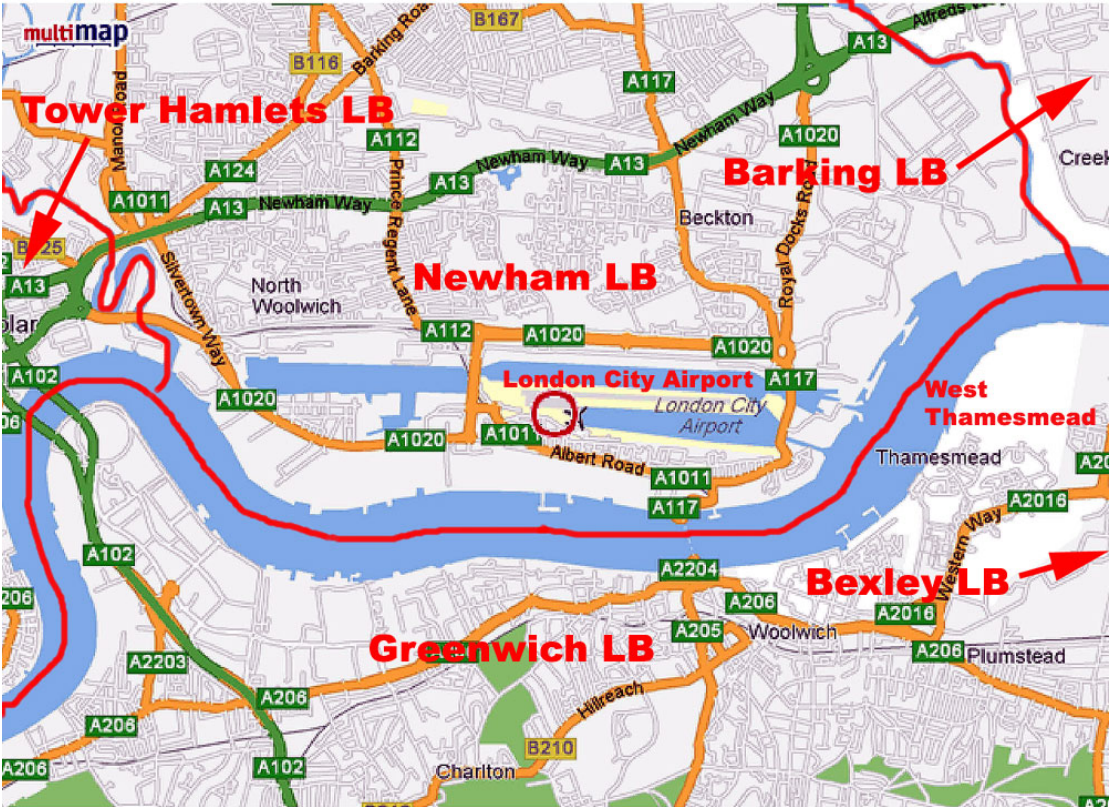 multimap
B167
Alfreds
A13
B116
Barking Road
A117
Tower Hamlets LB
Manor Road
A112
Newham Way
A1020
A124
Newham Way
A13
Barking LB
Creek
A13
A1011
A13
Newham Way
Prince Regent Lane
Beckton
Royal Docks Road
A13
Silvertown Way
North
Woolwich
Newham LB
A112
A1020
A1020
A102
London City Airport
A117
A1020
London City
Airport
West
Thamesmead
A1020
A1011
Albert Road
Thamesmead
A1011
A117
A2016
Western Way
A102
A2204
Bexley LB
A206
A2016
Greenwich LB
A205
Woolwich
A206
Plumstead
A2203
A206
Hillreach
A206
B210
A206
A102
Charlton